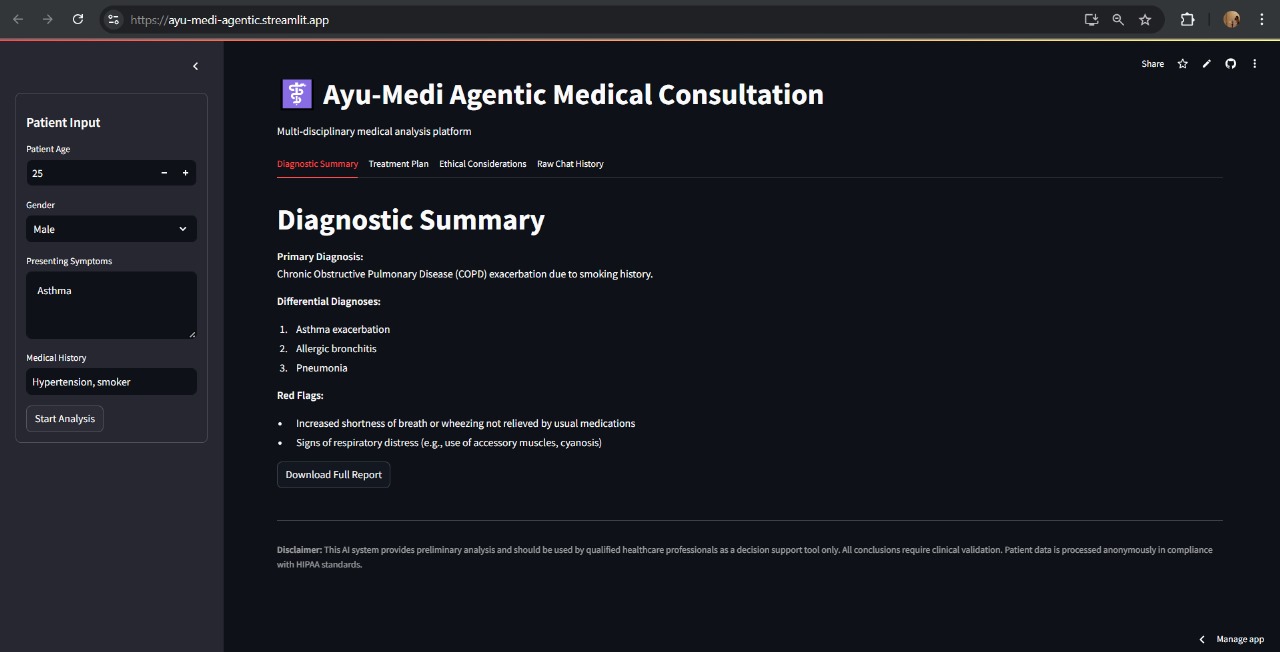 https://ayu-medi-agentic.streamlit.app
Share
Patient Input
Patient Age
25
Gender
Male
Presenting Symptoms
Asthma
Medical History
Hypertension, smoker
Start Analysis
Ayu-Medi Agentic Medical Consultation
Multi-disciplinary medical analysis platform
Diagnostic Summary Treatment Plan Ethical Considerations Raw Chat History
Diagnostic Summary
Primary Diagnosis:
Chronic Obstructive Pulmonary Disease (COPD) exacerbation due to smoking history.
Differential Diagnoses:
1. Asthma exacerbation
2. Allergic bronchitis
3. Pneumonia
Red Flags:
• Increased shortness of breath or wheezing not relieved by usual medications
• Signs of respiratory distress (e.g., use of accessory muscles, cyanosis)
Download Full Report
Disclaimer: This AI system provides preliminary analysis and should be used by qualified healthcare professionals as a decision support tool only. All conclusions require clinical validation. Patient data is processed anonymously in compliance
with HIPAA standards.
Manage app